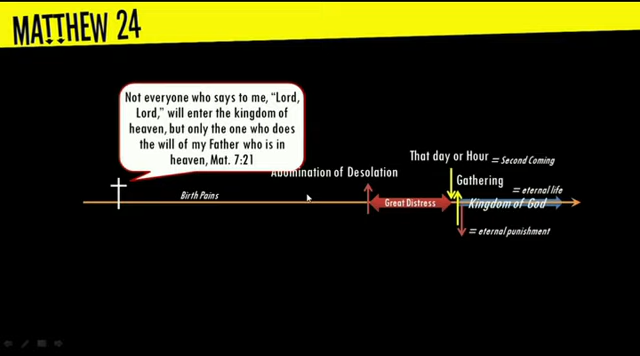 MATTHEW 24
Not everyone who says to me, "Lord,
Lord," will enter the kingdom of
heaven, but only the one who does
the will of my Father who is in
heaven, Mat. 7:21
Abomination of Desolation
That day or Hour = Second Coming
Gathering
= eternal life
Birth Pains
Great Distress
Kingdom of God
= eternal punishment